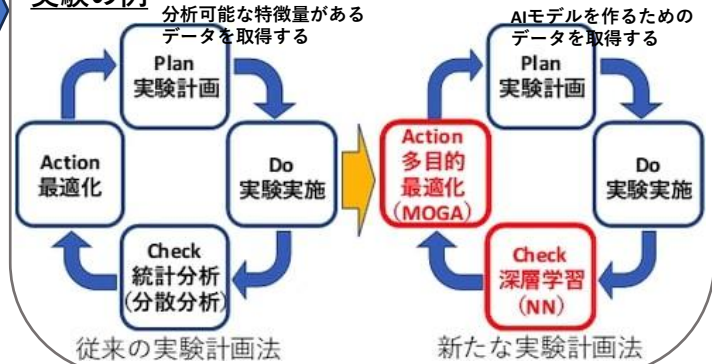 実験の例
分析可能な特徴量がある
データを取得する
Plan
実験計画
Do
実験実施
Check
統計分析
(分散分析)
Action
最適化
従来の実験計画法
AIモデルを作るための
データを取得する
Plan
実験計画
Do
実験実施
Check
深層学習
(NN)
Action
多目的
最適化
(MOGA)
新たな実験計画法